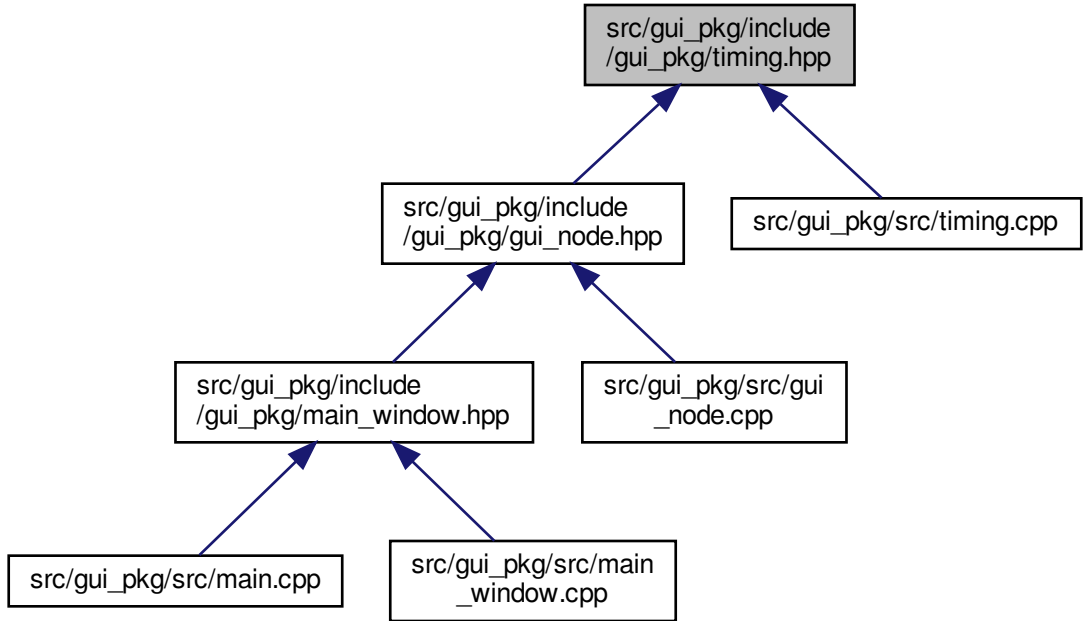 src/gui_pkg/include
/gui_pkg/timing.hpp
src/gui_pkg/include
/gui_pkg/gui_node.hpp
src/gui_pkg/src/timing.cpp
src/gui_pkg/include
/gui_pkg/main_window.hpp
src/gui_pkg/src/gui
_node.cpp
src/gui_pkg/src/main.cpp
src/gui_pkg/src/main
_window.cpp